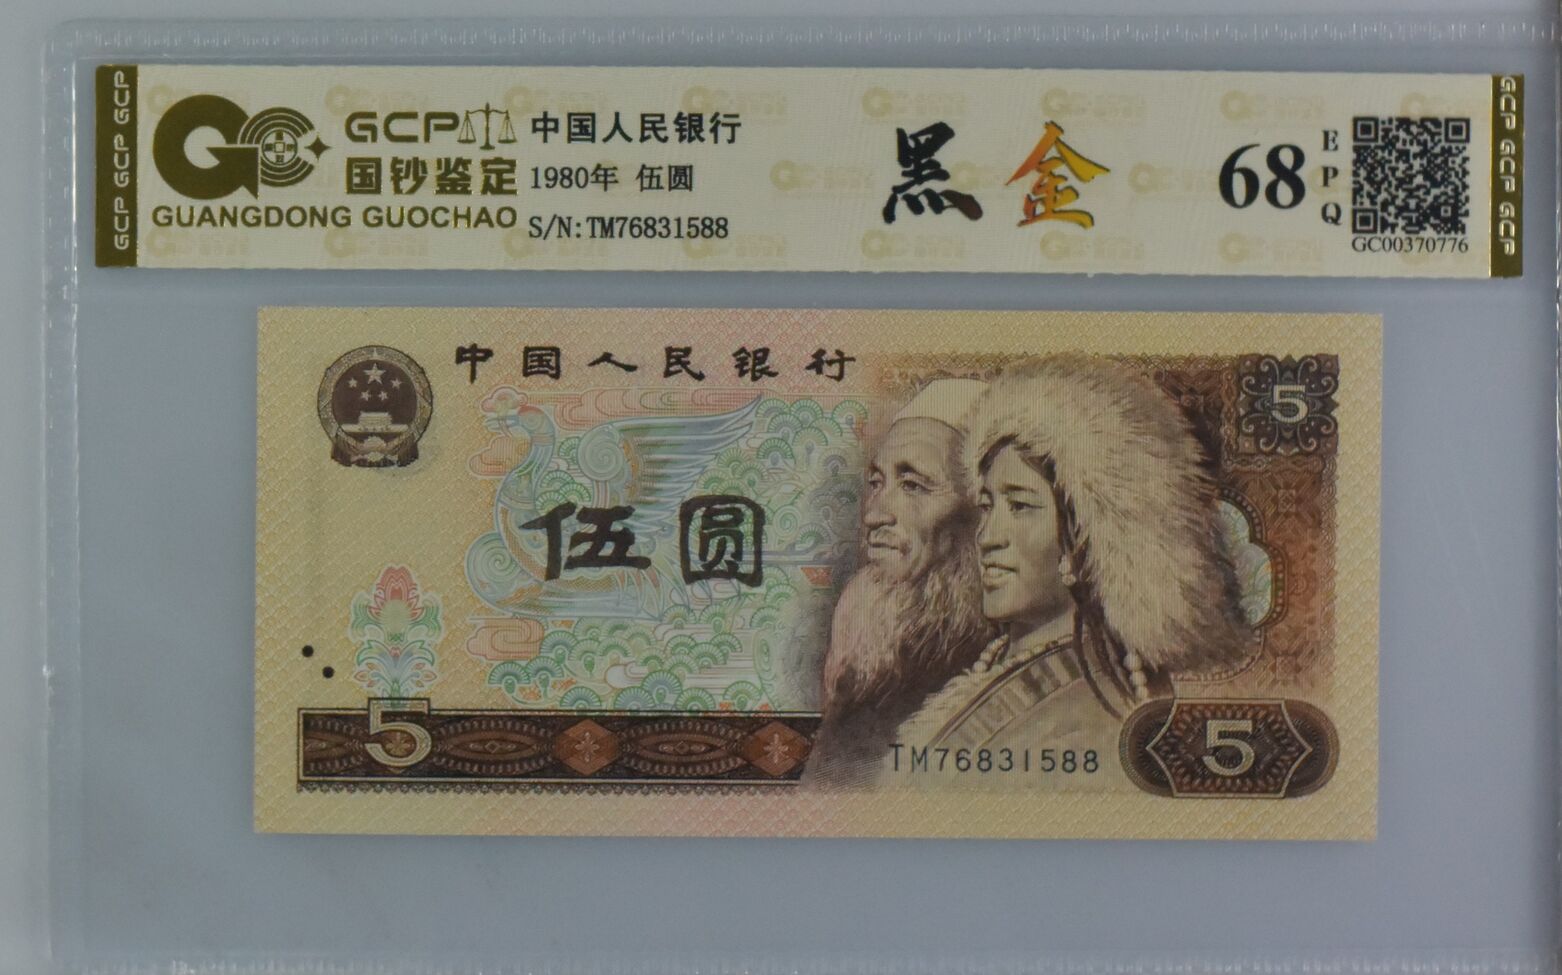 GCP GCP GCP
GCP
国钞鉴定
GUANGDONG GUOCHAO
中国人民银行
1980年 伍圆
S/N:TM76831588
黑金
68
EPQ
GC00370776
GCP GCP GCP
中国人民银行
5
伍圆
5
TM76831588
5